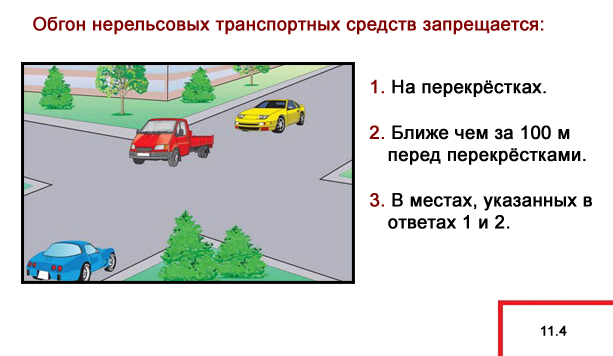 Обгон нерельсовых транспортных средств запрещается:
1. На перекрёстках.
2. Ближе чем за 100 м
перед перекрёстками.
3. В местах, указанных в
ответах 1 и 2.
11.4